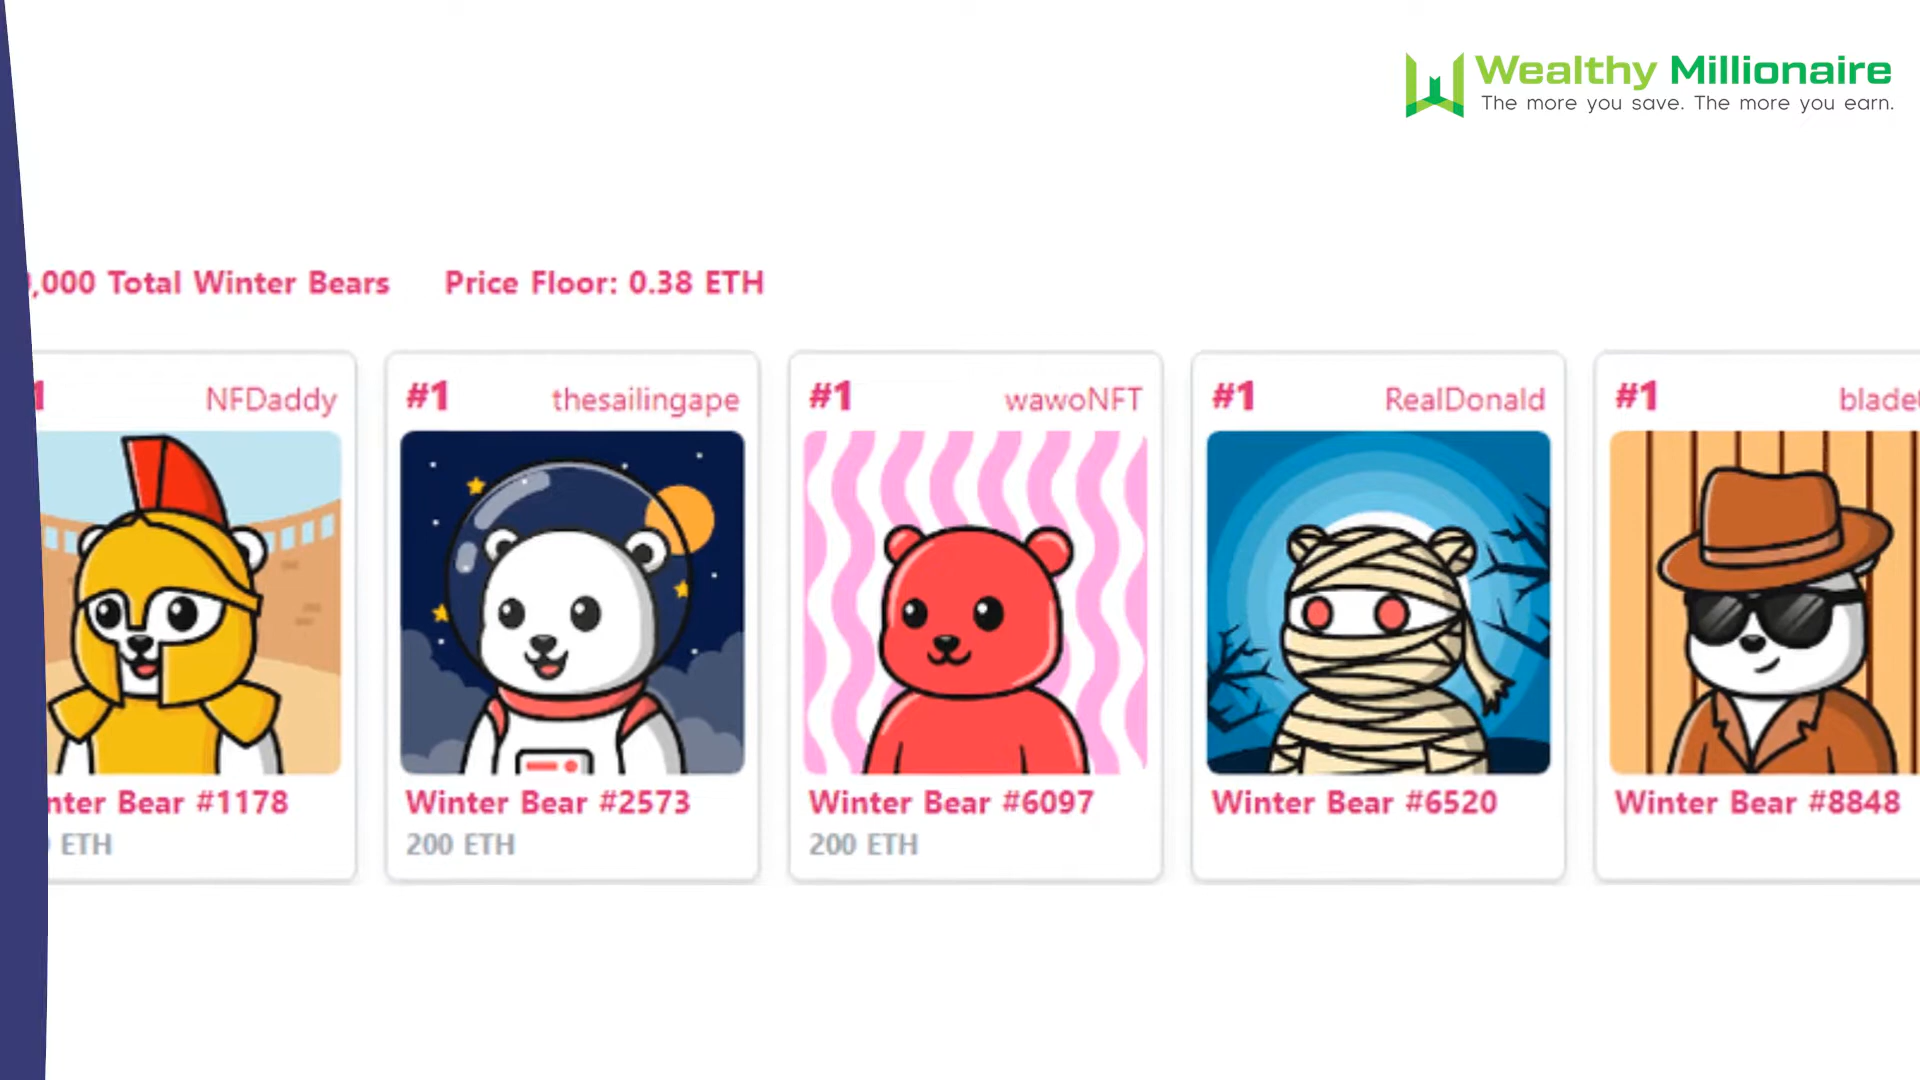 Wealthy Millionaire
The more you save. The more you earn.
,000 Total Winter Bears
Price Floor: 0.38 ETH
NFDaddy
Bear #1178
ETH
#1 thesailingape
Winter Bear #2573
200 ETH
#1 wawoNFT
Winter Bear #6097
200 ETH
#1 RealDonald
Winter Bear #6520
#1
Winter Bear #8848